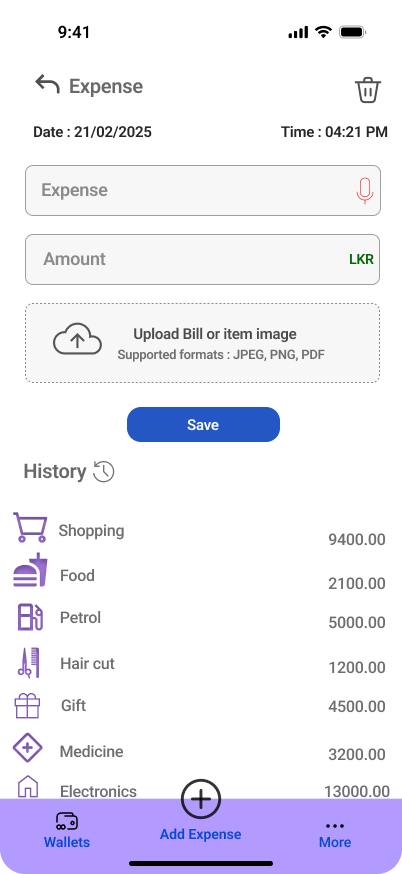 9:41
Expense
Date : 21/02/2025 Time : 04:21 PM
Expense
Amount LKR
Upload Bill or item image
Supported formats : JPEG, PNG, PDF
Save
History
Shopping 9400.00
Food 2100.00
Petrol 5000.00
Hair cut 1200.00
Gift 4500.00
Medicine 3200.00
Electronics 13000.00
Wallets Add Expense More